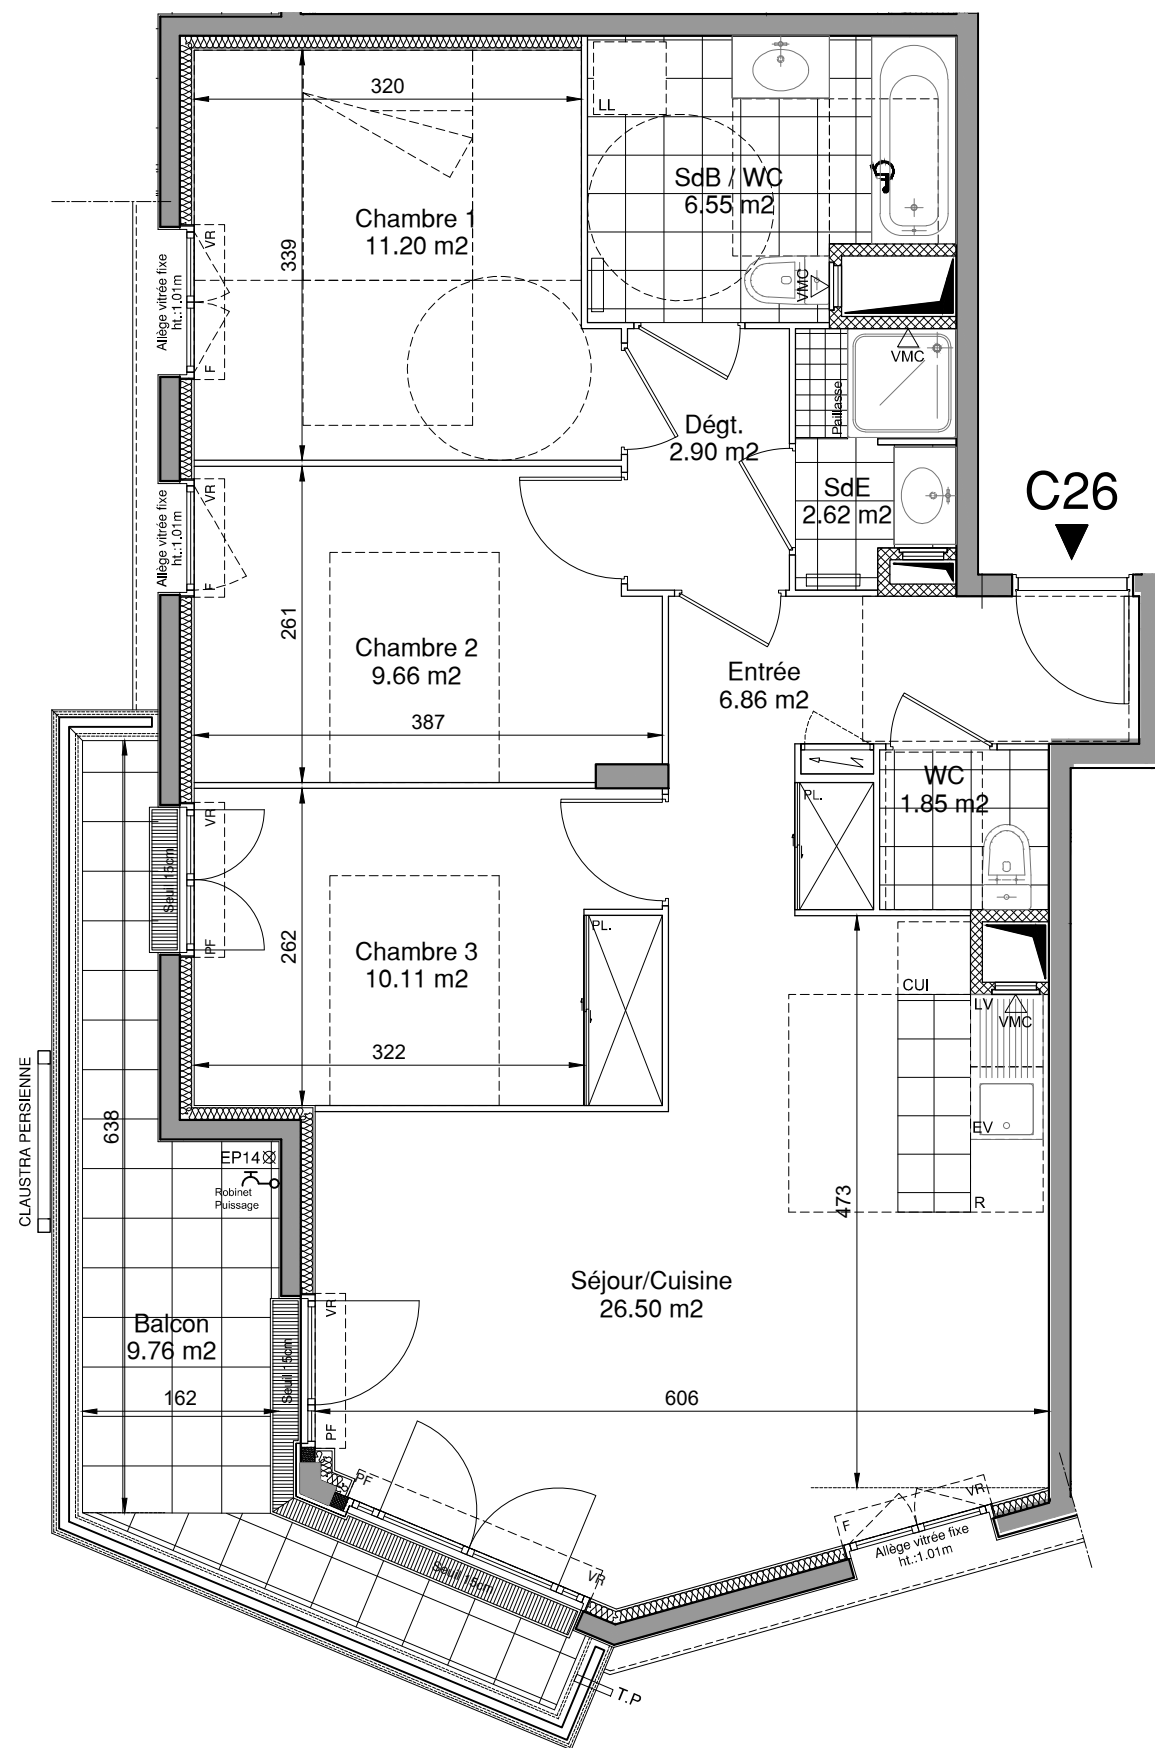 320
LL
SdB / WC
6.55 m2
Chambre 1
11.20 m2
339
VR
F
Allège vitrée fixe
ht.:1.01m
VMC
VMC
Paillasse
Dégt.
2.90 m2
SdE
2.62 m2
C26
VR
F
Allège vitrée fixe
ht.:1.01m
261
Chambre 2
9.66 m2
387
Entrée
6.86 m2
WC
1.85 m2
PL.
VR
PF
Seuil 15cm
262
Chambre 3
10.11 m2
PL.
322
CUI
LV
VMC
EV
R
473
CLAUSTRA PERSIENNE
638
EP14
Robinet
Puissage
Séjour/Cuisine
26.50 m2
Balcon
9.76 m2
162
VR
PF
Seuil 15cm
606
PF
VR
Seuil 15cm
F
VR
Allège vitrée fixe
ht.:1.01m
T.P